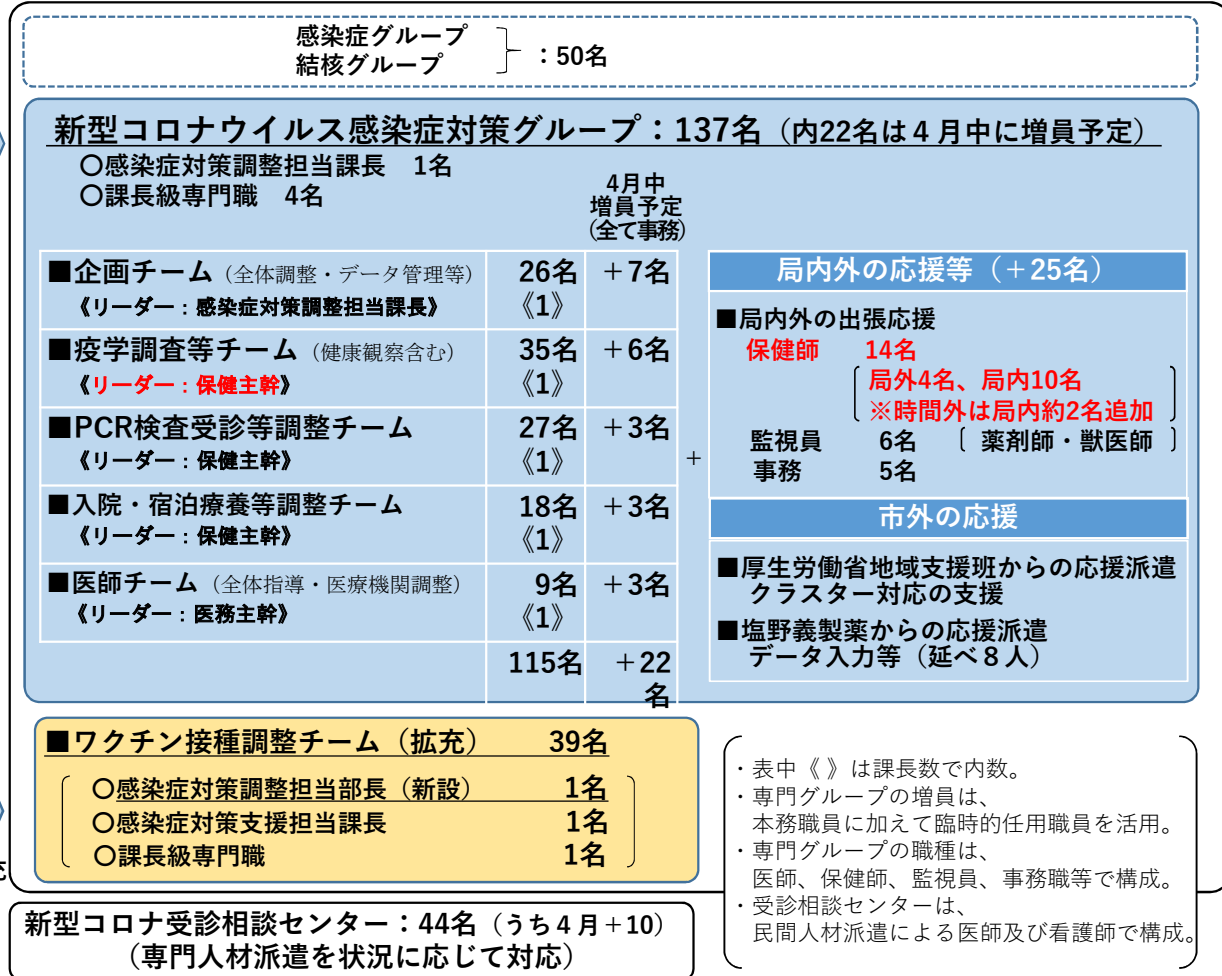 感染症グループ
結核グループ
：50名
新型コロナウイルス感染症対策グループ：137名（内22名は４月中に増員予定）
〇感染症対策調整担当課長　1名
〇課長級専門職　4名
4月中
増員予定
(全て事務)
■企画チーム（全体調整・データ管理等）　26名　＋7名
《リーダー：感染症対策調整担当課長》　《1》
■疫学調査等チーム（健康観察含む）　35名　＋6名
《リーダー：保健主幹》　《1》
■PCR検査受診等調整チーム　27名　＋3名
《リーダー：保健主幹》　《1》
■入院・宿泊療養等調整チーム　18名　＋3名
《リーダー：保健主幹》　《1》
■医師チーム（全体指導・医療機関調整）　9名　＋3名
《リーダー：医務主幹》　《1》
115名　＋22
名
＋
局内外の応援等（＋25名）
■局内外の出張応援
保健師　14名
局外4名、局内10名
※時間外は局内約2名追加
監視員　6名　〔 薬剤師・獣医師 〕
事務　5名
市外の応援
■厚生労働省地域支援班からの応援派遣
クラスター対応の支援
■塩野義製薬からの応援派遣
データ入力等（延べ８人）
■ワクチン接種調整チーム（拡充）　39名
〇感染症対策調整担当部長（新設）　1名
〇感染症対策支援担当課長　1名
〇課長級専門職　1名
・表中《 》は課長数で内数。
・専門グループの増員は、
本務職員に加えて臨時的任用職員を活用。
・専門グループの職種は、
医師、保健師、監視員、事務職等で構成。
・受診相談センターは、
民間人材派遣による医師及び看護師で構成。
新型コロナ受診相談センター：44名（うち４月＋10）
（専門人材派遣を状況に応じて対応）